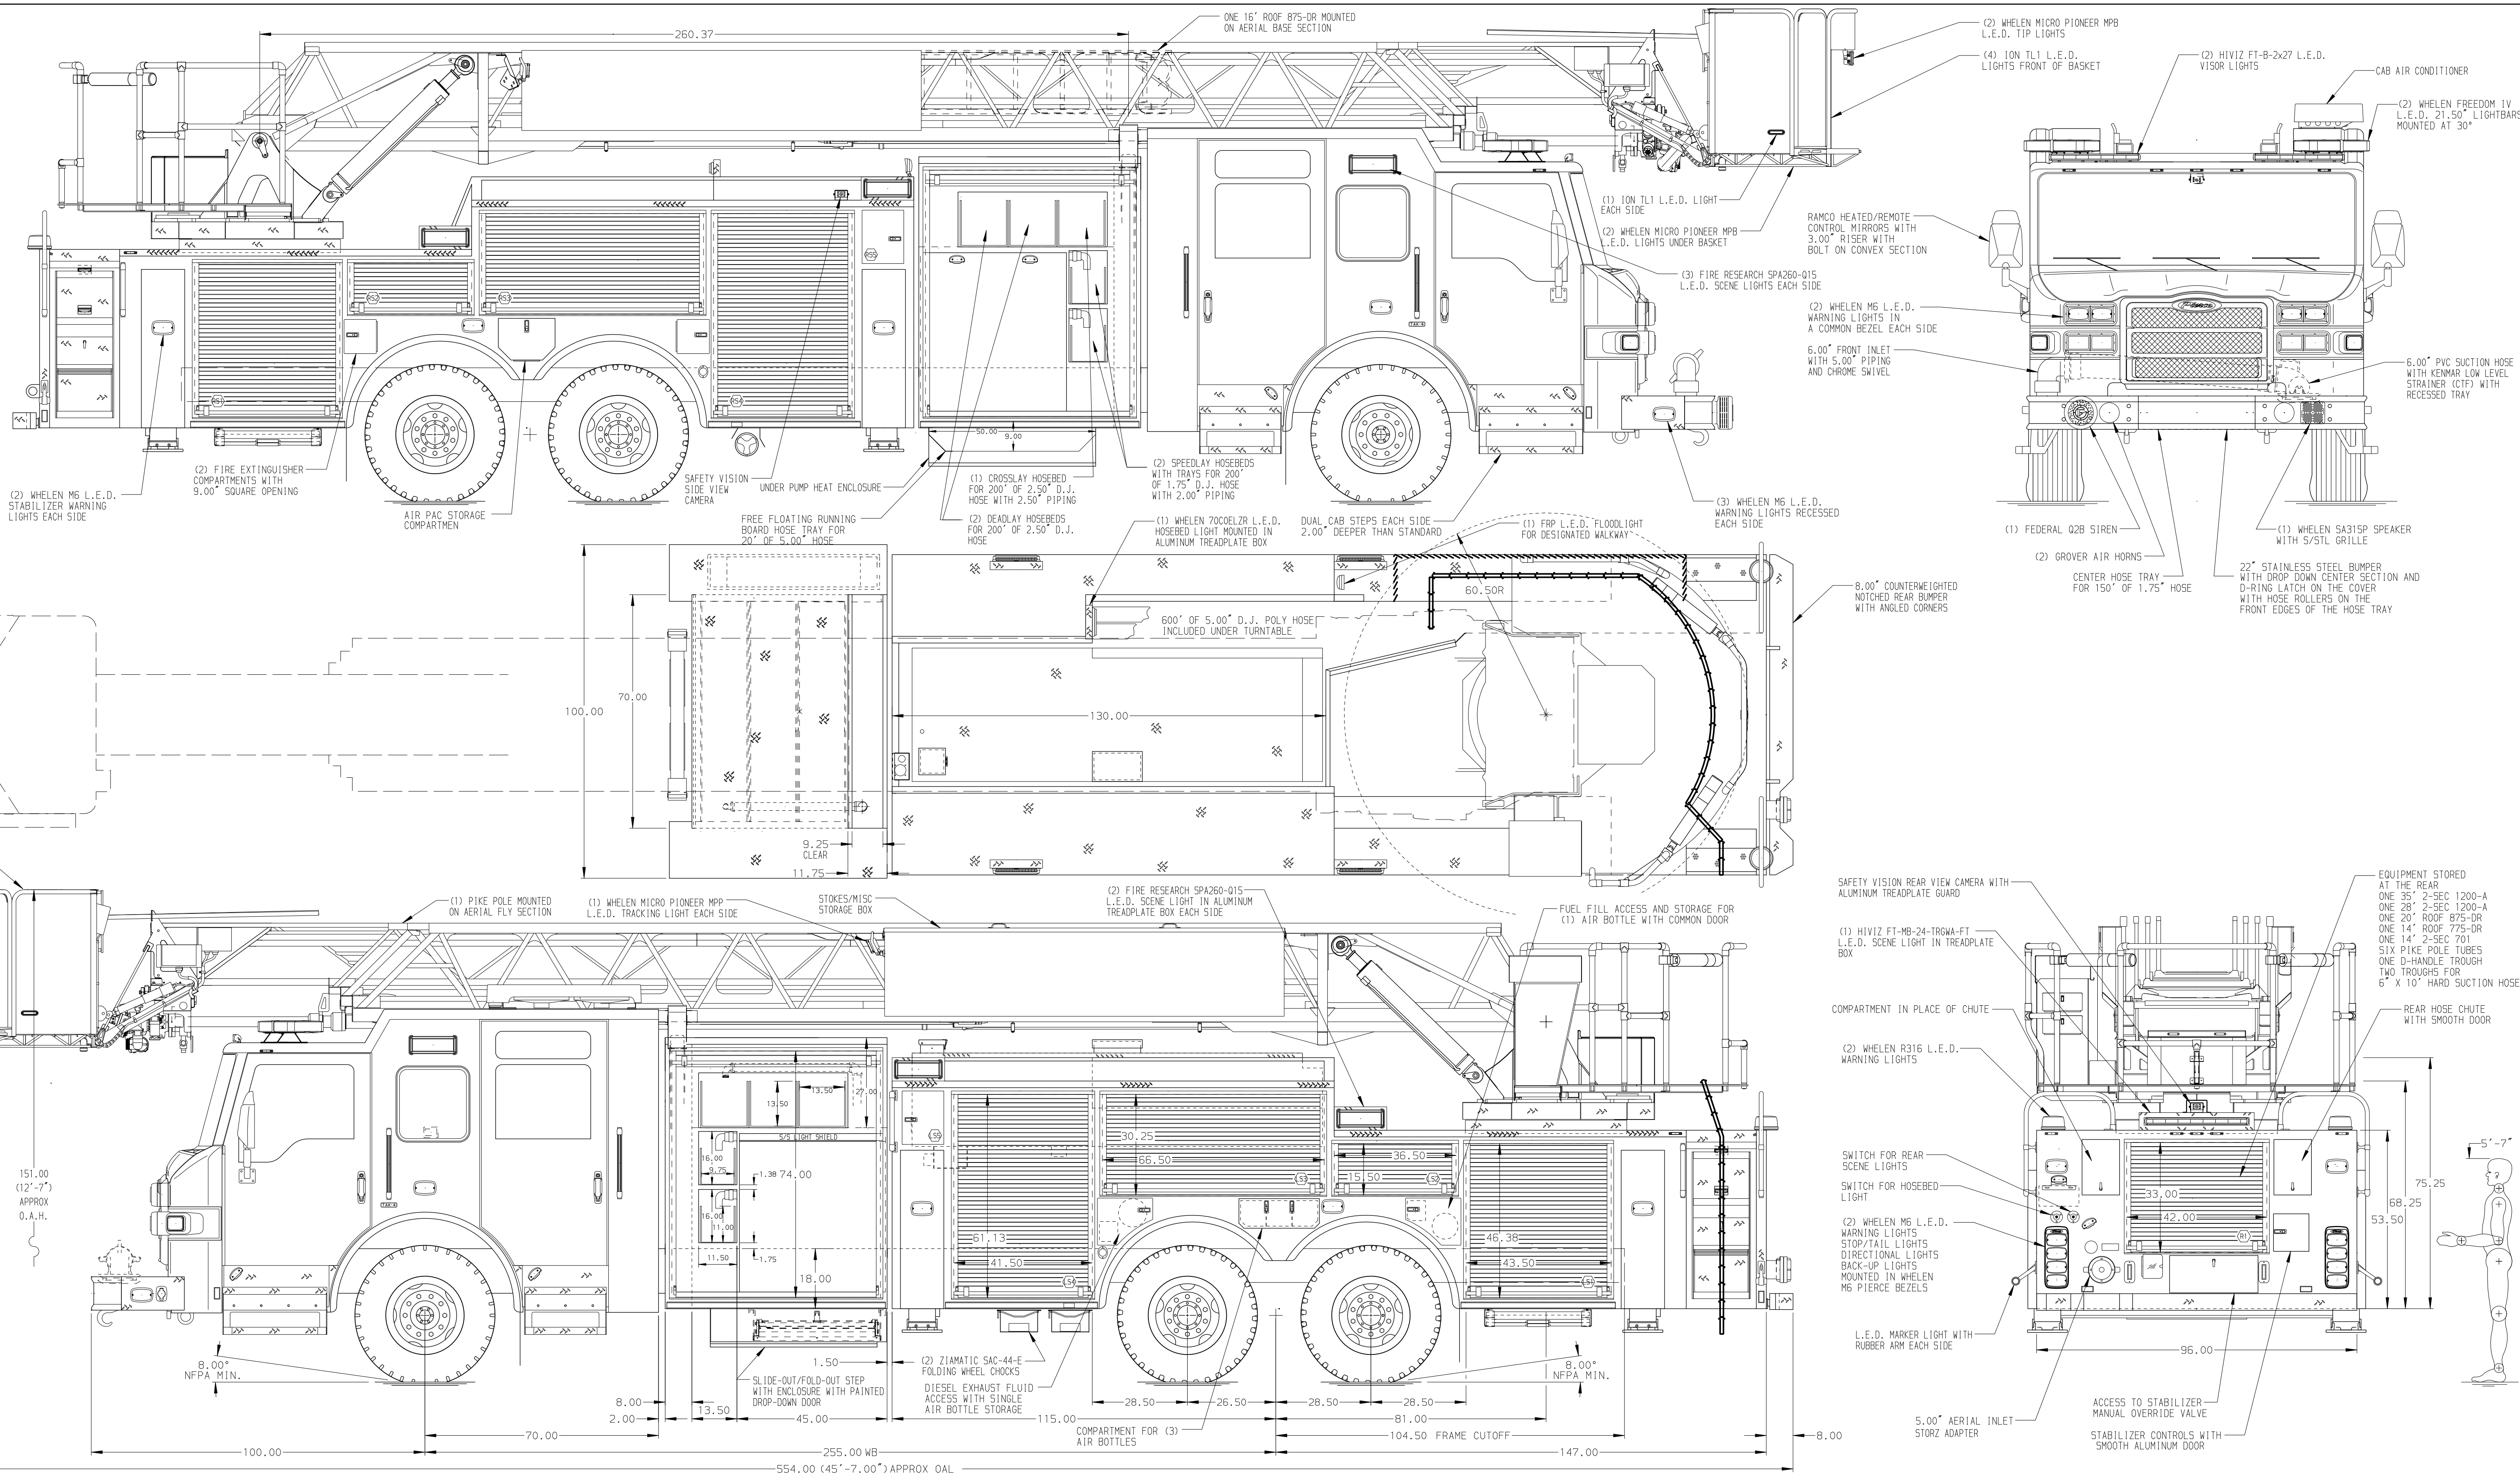 260.37
ONE 16' ROOF 875-DR MOUNTED
ON AERIAL BASE SECTION
(2) WHELEN MICRO PIONEER MPB
L.E.D. TIP LIGHTS
(4) ION TL1 L.E.D.
LIGHTS FRONT OF BASKET
(2) HIVIZ FT-B-2x27 L.E.D.
VISOR LIGHTS
CAB AIR CONDITIONER
(2) WHELEN FREEDOM IV
L.E.D. 21.50" LIGHTBARS
MOUNTED AT 30°
(1) ION TL1 L.E.D. LIGHT
EACH SIDE
(2) WHELEN MICRO PIONEER MPB
L.E.D. LIGHTS UNDER BASKET
(3) FIRE RESEARCH SPA260-Q15
L.E.D. SCENE LIGHTS EACH SIDE
RAMCO HEATED/REMOTE
CONTROL MIRRORS WITH
3.00" RISER WITH
BOLT ON CONVEX SECTION
(2) WHELEN M6 L.E.D.
WARNING LIGHTS IN
A COMMON BEZEL EACH SIDE
6.00" FRONT INLET
WITH 5.00" PIPING
AND CHROME SWIVEL
Pierce
6.00" PVC SUCTION HOSE
WITH KENMAR LOW LEVEL
STRAINER (CTF) WITH
RECESSED TRAY
RS1
RS2
RS3
RS4
RS5
TAK-4
50.00
9.00
(2) WHELEN M6 L.E.D.
STABILIZER WARNING
LIGHTS EACH SIDE
(2) FIRE EXTINGUISHER
COMPARTMENTS WITH
9.00" SQUARE OPENING
AIR PAC STORAGE
COMPARTMEN
SAFETY VISION
SIDE VIEW
CAMERA
UNDER PUMP HEAT ENCLOSURE
FREE FLOATING RUNNING
BOARD HOSE TRAY FOR
20' OF 5.00" HOSE
(1) CROSSLAY HOSEBED
FOR 200' OF 2.50" D.J.
HOSE WITH 2.50" PIPING
(2) DEADLAY HOSEBEDS
FOR 200' OF 2.50" D.J.
HOSE
(2) SPEEDLAY HOSEBEDS
WITH TRAYS FOR 200'
OF 1.75" D.J. HOSE
WITH 2.00" PIPING
(1) WHELEN 70C0ELZR L.E.D.
HOSEBED LIGHT MOUNTED IN
ALUMINUM TREADPLATE BOX
DUAL CAB STEPS EACH SIDE
2.00" DEEPER THAN STANDARD
(1) FRP L.E.D. FLOODLIGHT
FOR DESIGNATED WALKWAY
(3) WHELEN M6 L.E.D.
WARNING LIGHTS RECESSED
EACH SIDE
(1) FEDERAL Q2B SIREN
(2) GROVER AIR HORNS
CENTER HOSE TRAY
FOR 150' OF 1.75" HOSE
(1) WHELEN SA315P SPEAKER
WITH S/STL GRILLE
22" STAINLESS STEEL BUMPER
WITH DROP DOWN CENTER SECTION AND
D-RING LATCH ON THE COVER
WITH HOSE ROLLERS ON THE
FRONT EDGES OF THE HOSE TRAY
8.00" COUNTERWEIGHTED
NOTCHED REAR BUMPER
WITH ANGLED CORNERS
60.50R
600' OF 5.00" D.J. POLY HOSE
INCLUDED UNDER TURNTABLE
100.00
70.00
130.00
9.25
CLEAR
11.75
(1) PIKE POLE MOUNTED
ON AERIAL FLY SECTION
(1) WHELEN MICRO PIONEER MPP
L.E.D. TRACKING LIGHT EACH SIDE
STOKES/MISC
STORAGE BOX
(2) FIRE RESEARCH SPA260-Q15
L.E.D. SCENE LIGHT IN ALUMINUM
TREADPLATE BOX EACH SIDE
FUEL FILL ACCESS AND STORAGE FOR
(1) AIR BOTTLE WITH COMMON DOOR
SAFETY VISION REAR VIEW CAMERA WITH
ALUMINUM TREADPLATE GUARD
(1) HIVIZ FT-MB-24-TRGWA-FT
L.E.D. SCENE LIGHT IN TREADPLATE
BOX
COMPARTMENT IN PLACE OF CHUTE
(2) WHELEN R316 L.E.D.
WARNING LIGHTS
SWITCH FOR REAR
SCENE LIGHTS
SWITCH FOR HOSEBED
LIGHT
(2) WHELEN M6 L.E.D.
WARNING LIGHTS
STOP/TAIL LIGHTS
DIRECTIONAL LIGHTS
BACK-UP LIGHTS
MOUNTED IN WHELEN
M6 PIERCE BEZELS
L.E.D. MARKER LIGHT WITH
RUBBER ARM EACH SIDE
EQUIPMENT STORED
AT THE REAR
ONE 35' 2-SEC 1200-A
ONE 28' 2-SEC 1200-A
ONE 20' ROOF 875-DR
ONE 14' ROOF 775-DR
ONE 14' 2-SEC 701
SIX PIKE POLE TUBES
ONE D-HANDLE TROUGH
TWO TROUGHS FOR
6" X 10' HARD SUCTION HOSE
REAR HOSE CHUTE
WITH SMOOTH DOOR
5'-7"
75.25
68.25
53.50
33.00
42.00
R1
96.00
5.00" AERIAL INLET
STORZ ADAPTER
ACCESS TO STABILIZER
MANUAL OVERRIDE VALVE
STABILIZER CONTROLS WITH
SMOOTH ALUMINUM DOOR
151.00
(12'-7")
APPROX
O.A.H.
TAK-4
13.50
13.50
27.00
S/S LIGHT SHIELD
16.00
9.75
1.38
74.00
16.00
11.00
11.50
1.75
18.00
LS5
61.13
41.50
LS4
30.25
66.50
LS3
36.50
15.50
LS2
46.38
43.50
LS1
8.00°
NFPA MIN.
8.00°
NFPA MIN.
1.50
SLIDE-OUT/FOLD-OUT STEP
WITH ENCLOSURE WITH PAINTED
DROP-DOWN DOOR
(2) ZIAMATIC SAC-44-E
FOLDING WHEEL CHOCKS
DIESEL EXHAUST FLUID
ACCESS WITH SINGLE
AIR BOTTLE STORAGE
COMPARTMENT FOR (3)
AIR BOTTLES
8.00
2.00
13.50
45.00
115.00
28.50
26.50
28.50
28.50
81.00
70.00
104.50 FRAME CUTOFF
8.00
100.00
255.00 WB
147.00
554.00 (45'-7.00") APPROX OAL